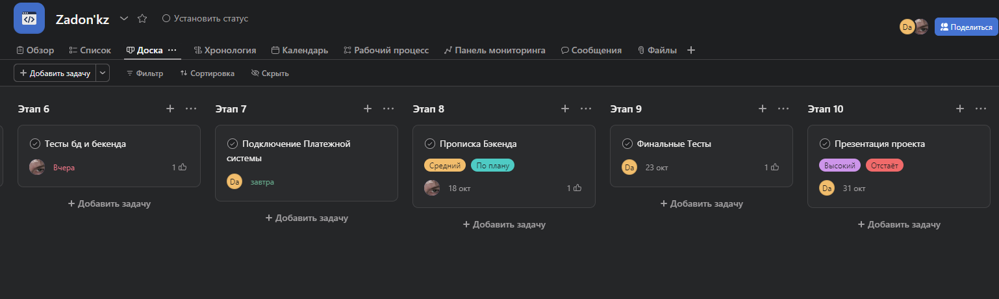 Zadon'kz
Установить статус
Da
Поделиться
Обзор Список Доска ... Хронология Календарь Рабочий процесс Панель мониторинга Сообщения Файлы +
+ Добавить задачу Фильтр Сортировка Скрыть
Этап 6
Тесты бд и бекенда
Вчера 1
+ Добавить задачу
Этап 7
Подключение Платежной
системы
Da завтра
+ Добавить задачу
Этап 8
Прописка Бэкенда
Средний По плану
18 окт 1
+ Добавить задачу
Этап 9
Финальные Тесты
Da 23 окт 1
+ Добавить задачу
Этап 10
Презентация проекта
Высокий Отстаёт
Da 31 окт
+ Добавить задачу